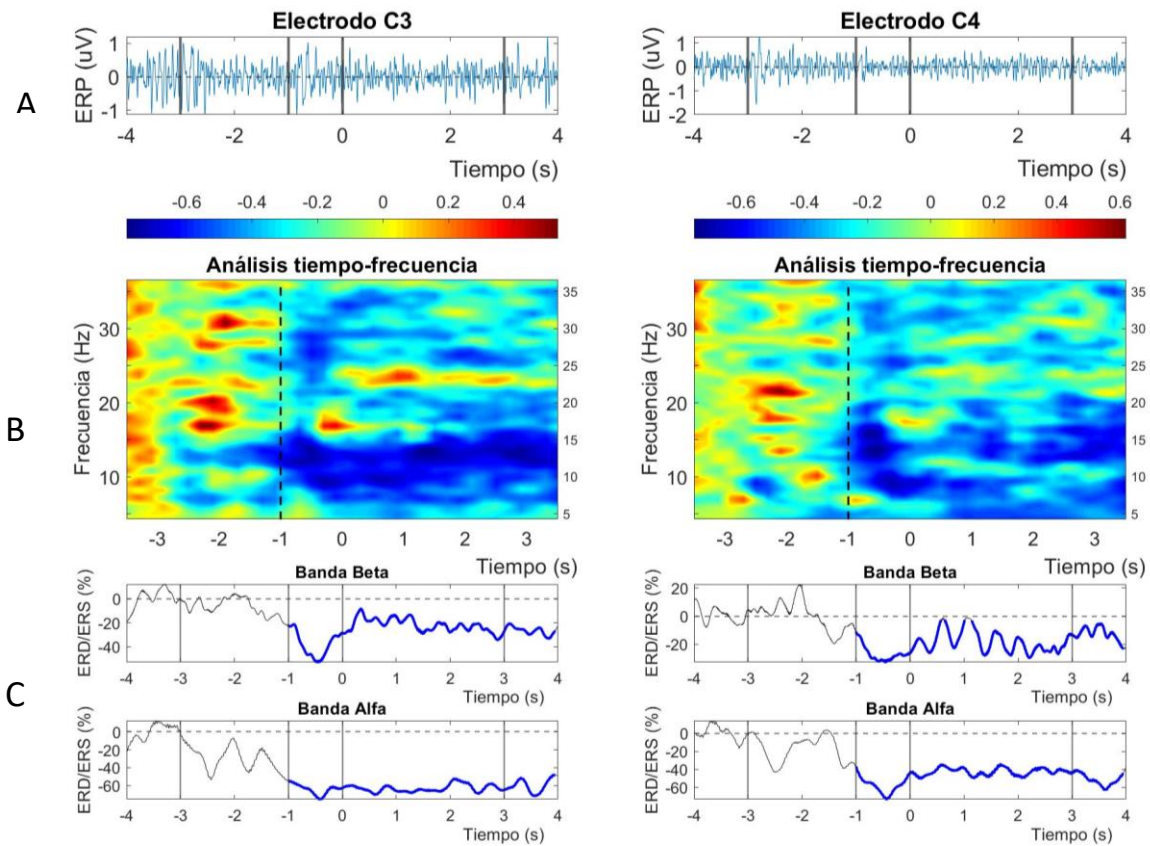 Electrodo C3
ERP (uV)
1
0
-1
-4 -2 0 2 4
Tiempo (s)
A
Electrodo C4
ERP (uV)
1
0
-1
-2
-4 -2 0 2 4
Tiempo (s)
-0.6 -0.4 -0.2 0 0.2 0.4
Análisis tiempo-frecuencia
Frecuencia (Hz)
30
20
10
35
30
25
20
15
10
5
-3 -2 -1 0 1 2 3
Tiempo (s)
B
-0.6 -0.4 -0.2 0 0.2 0.4 0.6
Análisis tiempo-frecuencia
Frecuencia (Hz)
30
20
10
35
30
25
20
15
10
5
-3 -2 -1 0 1 2 3
Tiempo (s)
Banda Beta
ERD/ERS (%)
0
-20
-40
-4 -3 -2 -1 0 1 2 3 4
Tiempo (s)
Banda Beta
ERD/ERS (%)
20
0
-20
-4 -3 -2 -1 0 1 2 3 4
Tiempo (s)
C
Banda Alfa
ERD/ERS (%)
0
-20
-40
-60
-4 -3 -2 -1 0 1 2 3 4
Tiempo (s)
Banda Alfa
ERD/ERS (%)
0
-20
-40
-60
-4 -3 -2 -1 0 1 2 3 4
Tiempo (s)